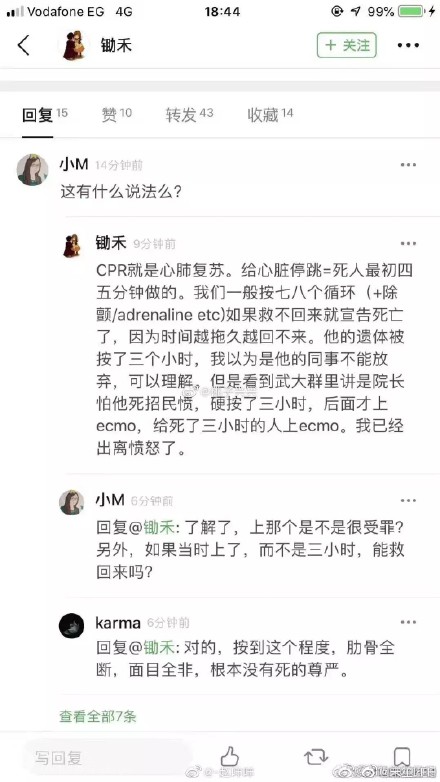 Vodafone EG 4G 18:44 99%
锄禾 + 关注
回复 15 赞 10 转发 43 收藏 14
小M 14分钟前
这有什么说法么?
锄禾 9分钟前
CPR就是心肺复苏。给心脏停跳=死人最初四
五分钟做的。我们一般按七八个循环（+除
颤/adrenaline etc)如果救不回来就宣告死亡
了，因为时间越拖久越回不来。他的遗体被
按了三个小时，我以为是他的同事不能放
弃，可以理解。但是看到武大群里讲是院长
怕他死招民愤，硬按了三小时，后面才上
ecmo，给死了三小时的人上ecmo。我已经
出离愤怒了。
小M 6分钟前
回复@锄禾: 了解了，上那个是不是很受罪?
另外，如果当时上了，而不是三小时，能救
回来吗?
karma 6分钟前
回复@锄禾: 对的，按到这个程度，肋骨全
断，面目全非，根本没有死的尊严。
查看全部7条
写回复